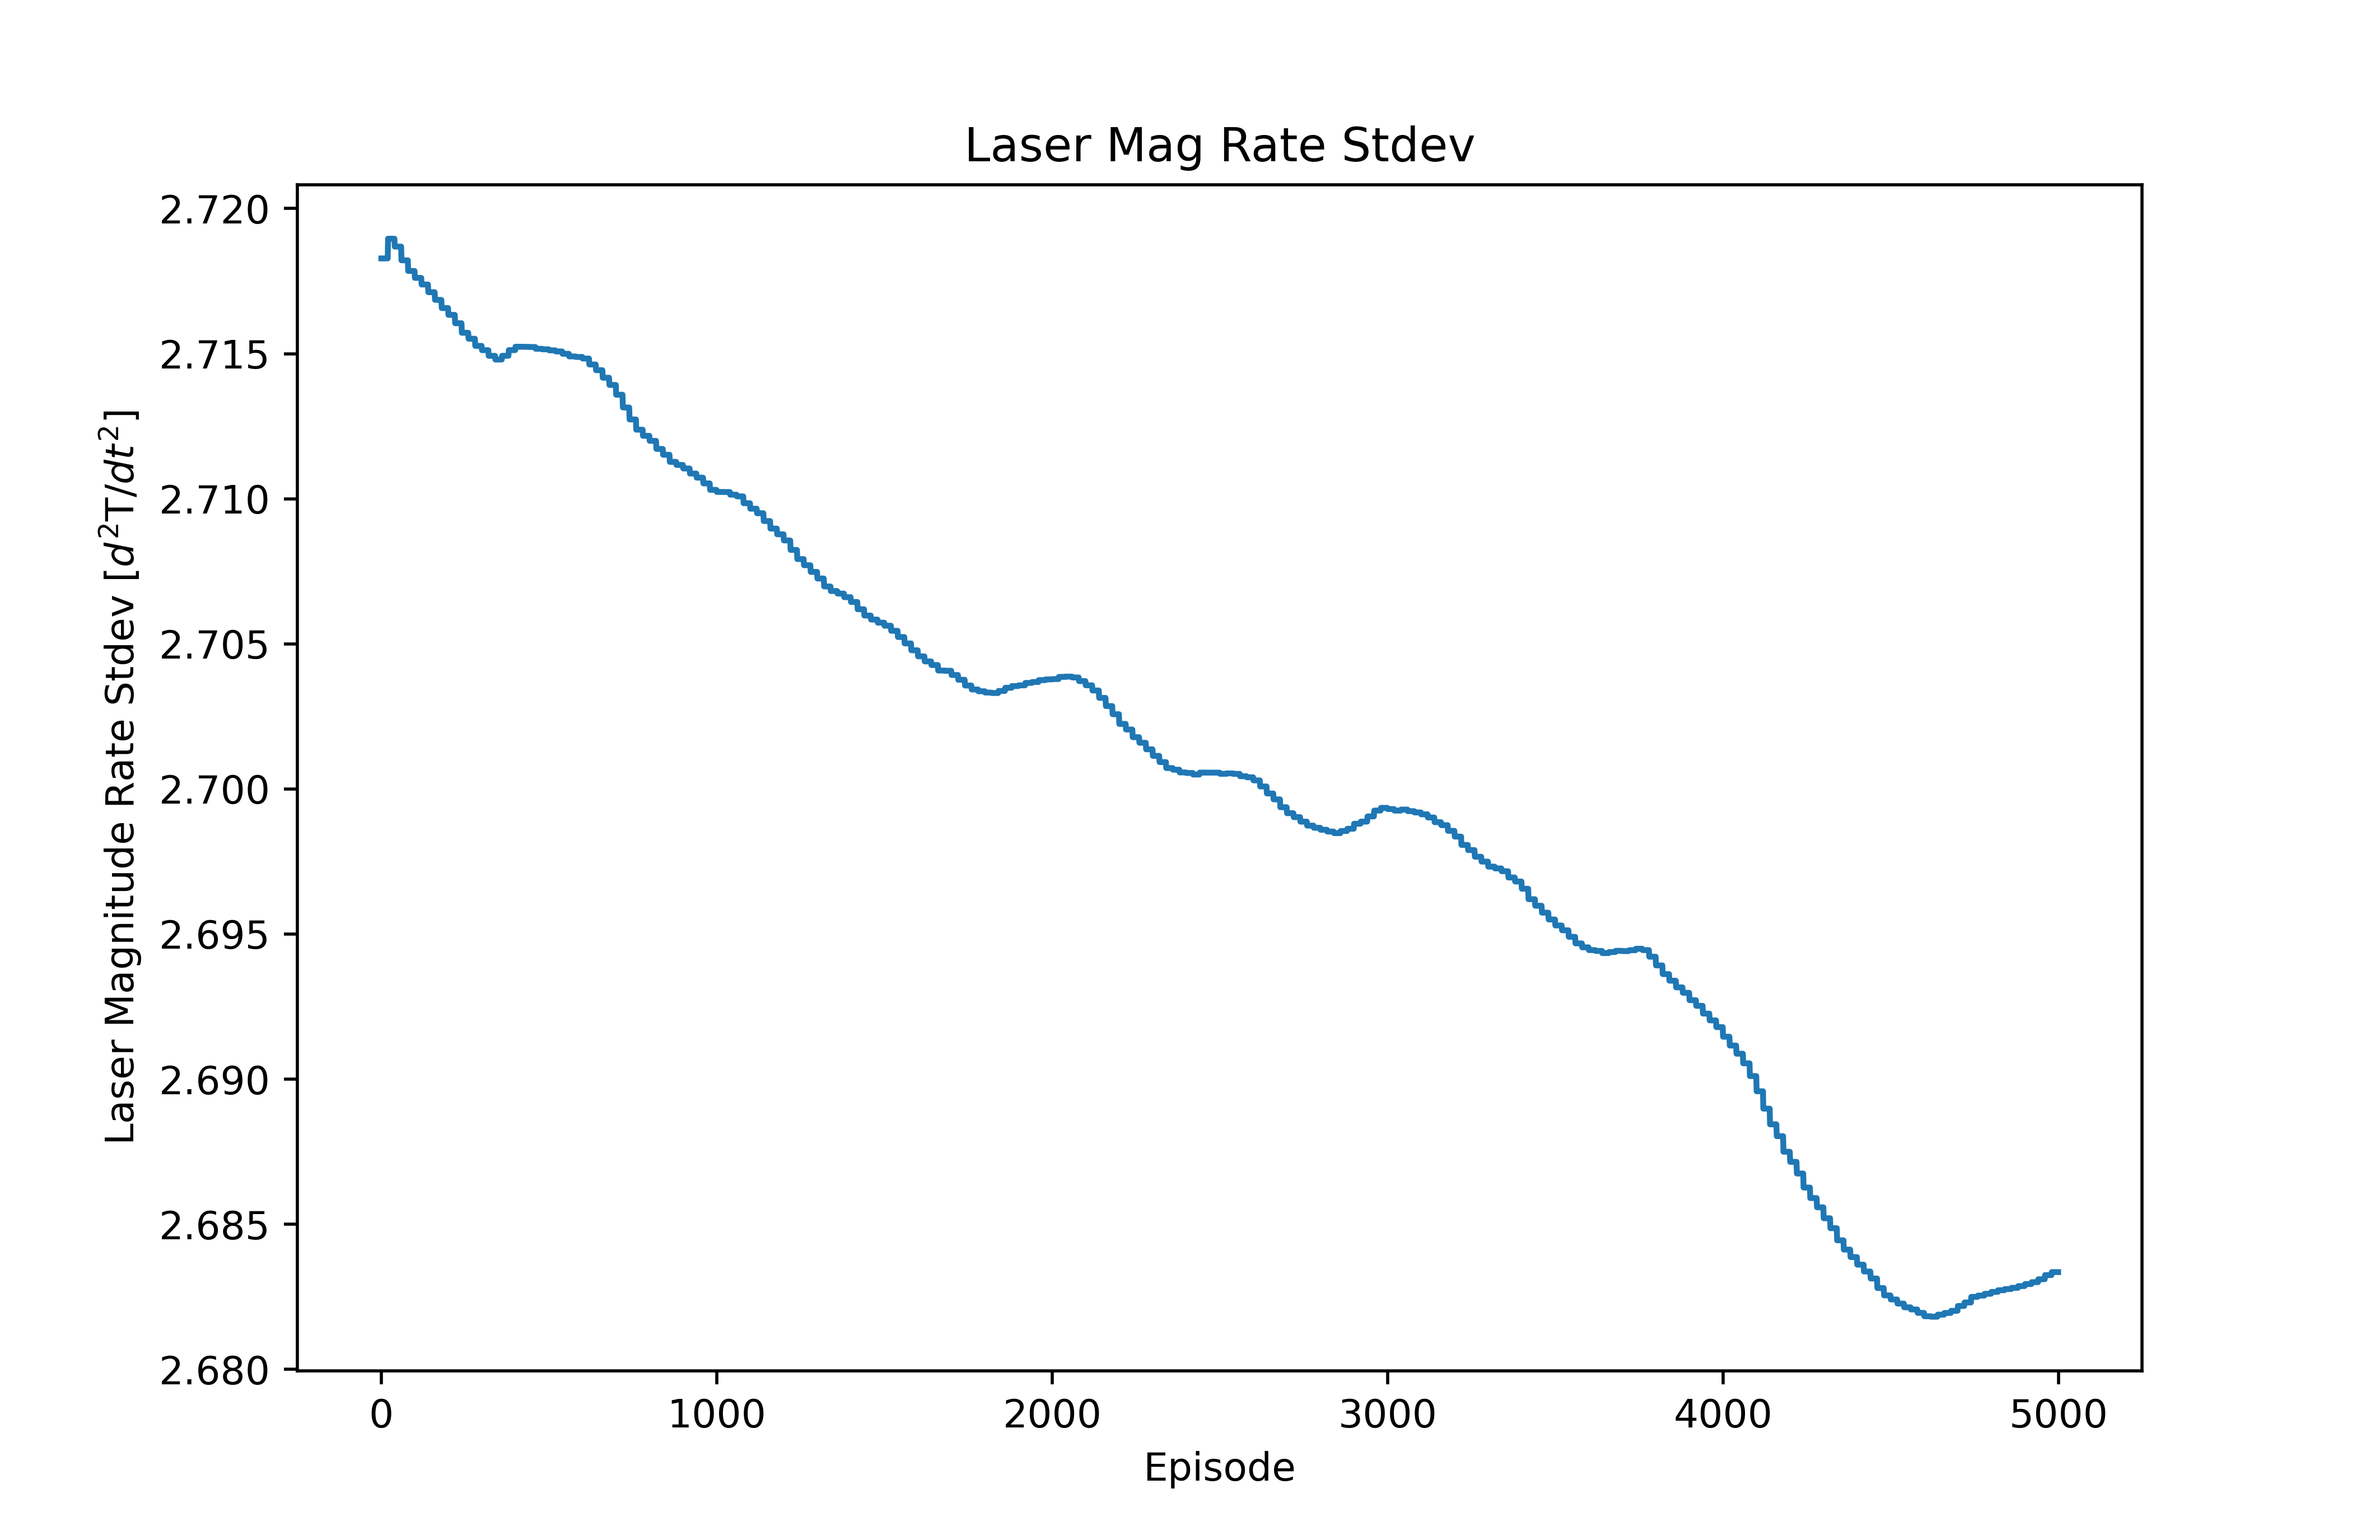 Laser Mag Rate Stdev
Laser Magnitude Rate Stdev [d²T/dt²]
2.720
2.715
2.710
2.705
2.700
2.695
2.690
2.685
2.680
0 1000 2000 3000 4000 5000
Episode